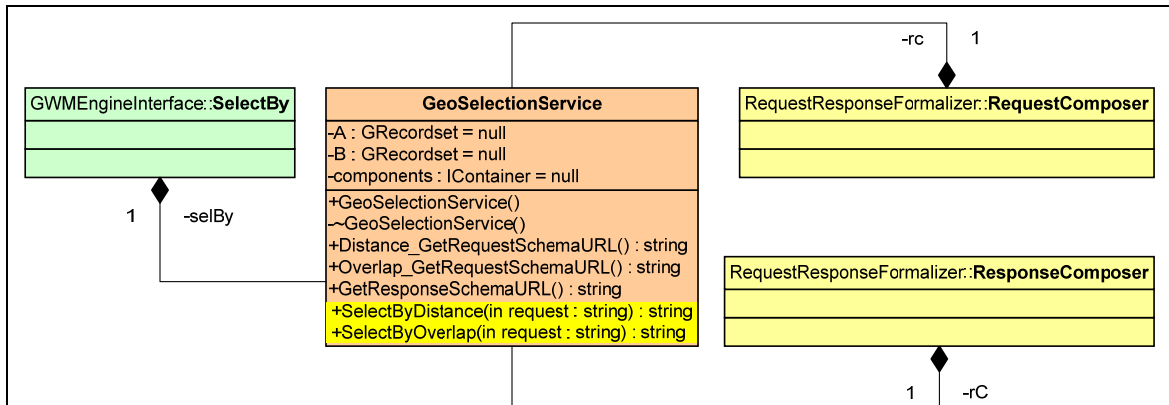 -rc 1
GWMEngineInterface::SelectBy
GeoSelectionService
RequestResponseFormalizer::RequestComposer
-A : GRecordset = null
-B : GRecordset = null
-components : IContainer = null
+GeoSelectionService()
-~GeoSelectionService()
1 -selBy
+Distance_GetRequestSchemaURL() : string
+Overlap_GetRequestSchemaURL() : string
+GetResponseSchemaURL() : string
RequestResponseFormalizer::ResponseComposer
+SelectByDistance(in request : string) : string
+SelectByOverlap(in request : string) : string
1 -rC